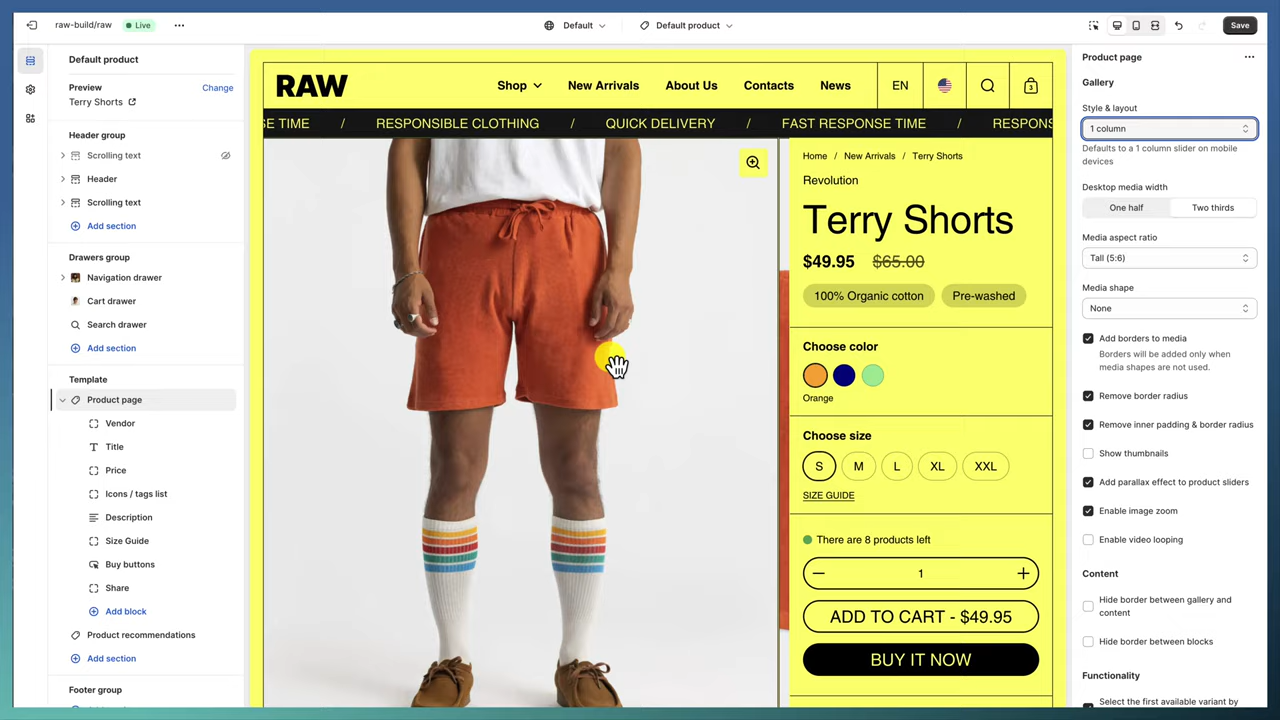 raw-build/raw
Live
Default
Default product
Save
Default product
Preview
Change
Terry Shorts
Header group
Scrolling text
Header
Scrolling text
Add section
Drawers group
Navigation drawer
Cart drawer
Search drawer
Add section
Template
Product page
Vendor
Title
Price
Icons / tags list
Description
Size Guide
Buy buttons
Share
Add block
Product recommendations
Add section
Footer group
RAW
Shop
New Arrivals
About Us
Contacts
News
EN
3
SE TIME / RESPONSIBLE CLOTHING / QUICK DELIVERY / FAST RESPONSE TIME / RESPONS
Home / New Arrivals / Terry Shorts
Revolution
Terry Shorts
$49.95 $65.00
100% Organic cotton
Pre-washed
Choose color
Orange
Choose size
S
M
L
XL
XXL
SIZE GUIDE
There are 8 products left
1
ADD TO CART - $49.95
BUY IT NOW
Product page
Gallery
Style & layout
1 column
Defaults to a 1 column slider on mobile
devices
Desktop media width
One half
Two thirds
Media aspect ratio
Tall (5:6)
Media shape
None
Add borders to media
Borders will be added only when
media shapes are not used.
Remove border radius
Remove inner padding & border radius
Show thumbnails
Add parallax effect to product sliders
Enable image zoom
Enable video looping
Content
Hide border between gallery and
content
Hide border between blocks
Functionality
Select the first available variant by